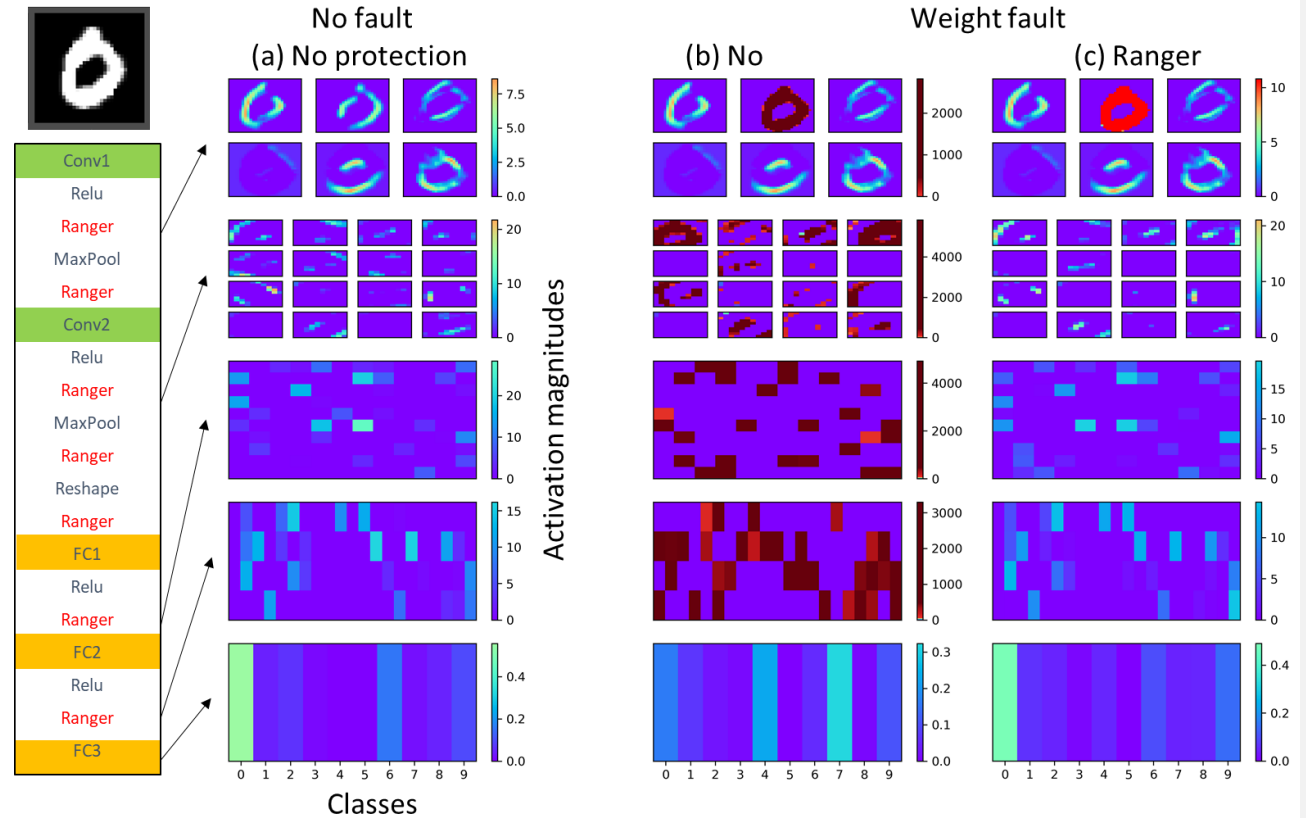 No fault
Weight fault
(a) No protection
(b) No
(c) Ranger
Conv1
Relu
Ranger
MaxPool
Ranger
Conv2
Relu
Ranger
MaxPool
Ranger
Reshape
Ranger
FC1
Relu
Ranger
FC2
Relu
Ranger
FC3
7.5
5.0
2.5
0.0
20
10
0
20
10
0
15
10
5
0
0.4
0.2
0.0
0 1 2 3 4 5 6 7 8 9
Classes
Activation magnitudes
2000
1000
0
4000
2000
0
4000
2000
0
3000
2000
1000
0
0.3
0.2
0.1
0.0
0 1 2 3 4 5 6 7 8 9
10
5
0
20
15
10
5
0
15
10
5
0
10
5
0
0.4
0.2
0.0
0 1 2 3 4 5 6 7 8 9